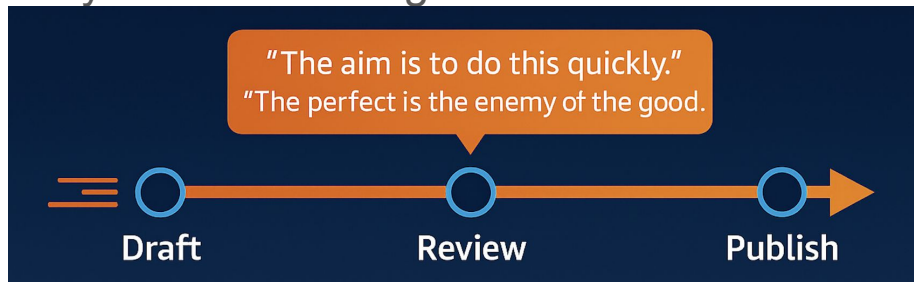 "The aim is to do this quickly."
"The perfect is the enemy of the good.
Draft Review Publish